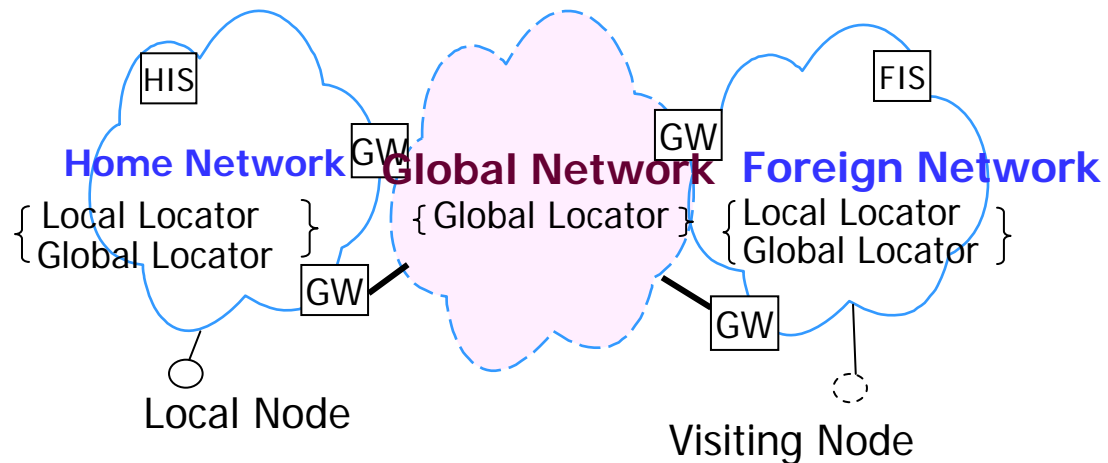 HIS
FIS
GW
GW
Home Network
Global Network
Foreign Network
{ Local Locator }
Global Locator
{ Global Locator }
{ Local Locator }
Global Locator
GW
GW
Local Node
Visiting Node